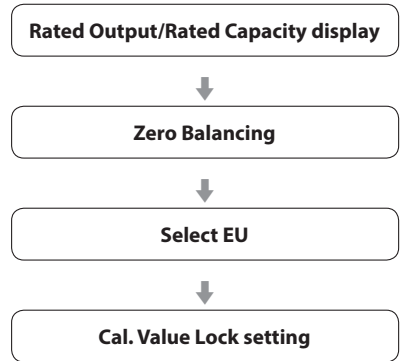 Rated Output/Rated Capacity display
Zero Balancing
Select EU
Cal. Value Lock setting